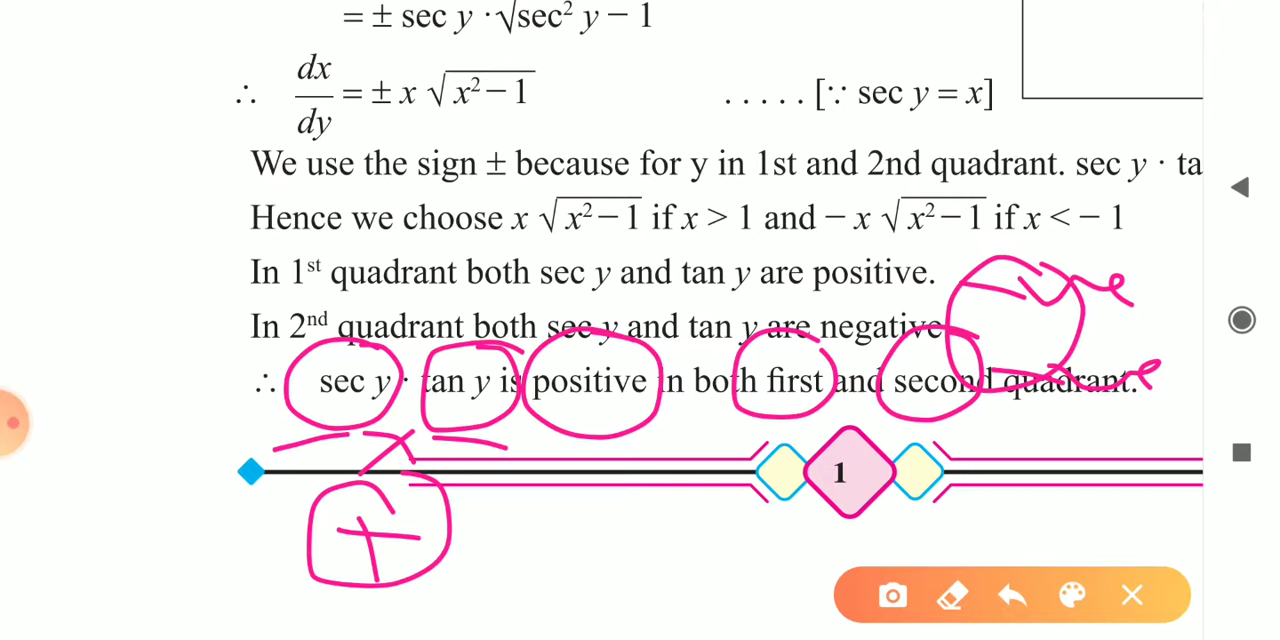 = ± sec y · √sec² y − 1
∴ dx/dy = ± x √x² − 1 . . . . . [∵ sec y = x]
We use the sign ± because for y in 1st and 2nd quadrant. sec y · ta
Hence we choose x √x² − 1 if x > 1 and − x √x² − 1 if x < − 1
In 1st quadrant both sec y and tan y are positive.
In 2nd quadrant both sec y and tan y are negative
∴ sec y · tan y is positive in both first and second quadrant.
+
1